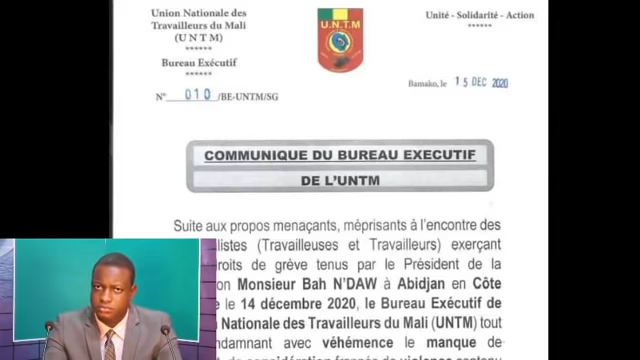 Union Nationale des
Travailleurs du Mali
(U N T M)
******
Bureau Exécutif
******
N° 010 /BE-UNTM/SG
U.N.T.M
Unité - Solidarité - Action
******
Bamako, le 15 DEC 2020
COMMUNIQUE DU BUREAU EXECUTIF
DE L'UNTM
Suite aux propos menaçants, méprisants à l'encontre des
listes (Travailleuses et Travailleurs) exerçant
roits de grève tenus par le Président de la
on Monsieur Bah N'DAW à Abidjan en Côte
e le 14 décembre 2020, le Bureau Exécutif de
n Nationale des Travailleurs du Mali (UNTM) tout
ndamnant avec véhémence le manque de